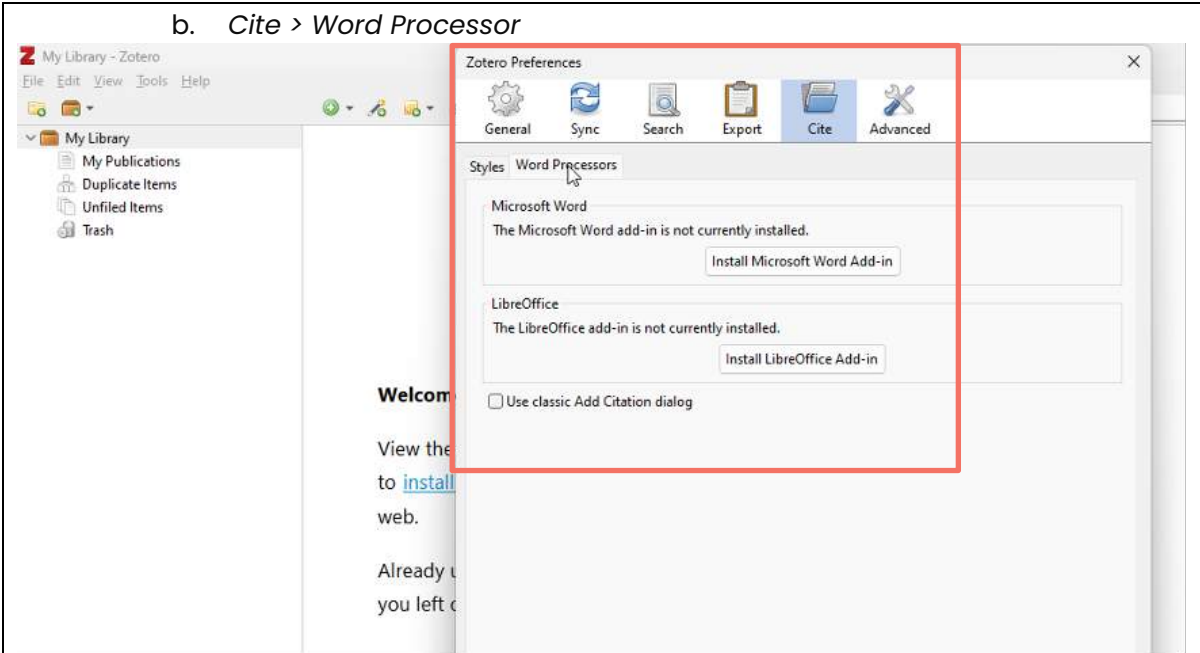 b. Cite > Word Processor
My Library - Zotero
File Edit View Tools Help
My Library
My Publications
Duplicate Items
Unfiled Items
Trash
Welcom
View the
to install
web.
Already u
you left
Zotero Preferences
General Sync Search Export Cite Advanced
Styles Word Processors
Microsoft Word
The Microsoft Word add-in is not currently installed.
Install Microsoft Word Add-in
LibreOffice
The LibreOffice add-in is not currently installed.
Install LibreOffice Add-in
Use classic Add Citation dialog